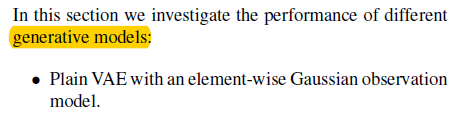 In this section we investigate the performance of different
generative models:
• Plain VAE with an element-wise Gaussian observation
model.